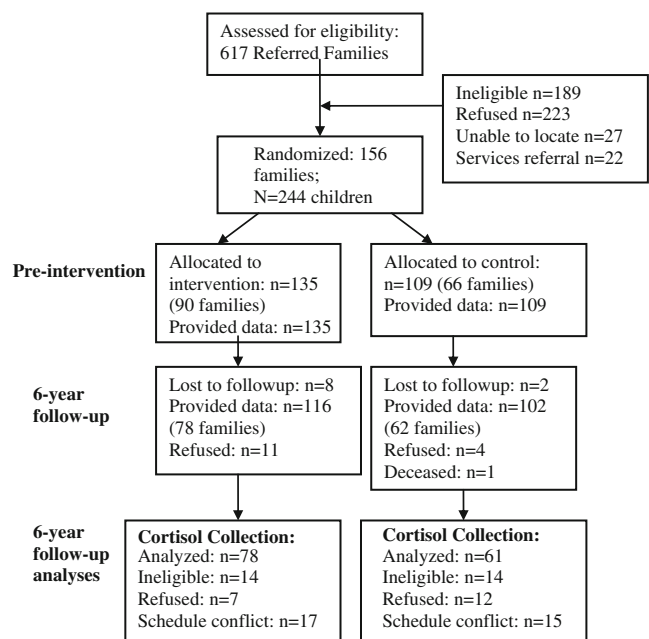 Assessed for eligibility:
617 Referred Families
Ineligible n=189
Refused n=223
Unable to locate n=27
Services referral n=22
Randomized: 156
families;
N=244 children
Pre-intervention
Allocated to
intervention: n=135
(90 families)
Provided data: n=135
Allocated to control:
n=109 (66 families)
Provided data: n=109
6-year
follow-up
Lost to followup: n=8
Provided data: n=116
(78 families)
Refused: n=11
Lost to followup: n=2
Provided data: n=102
(62 families)
Refused: n=4
Deceased: n=1
6-year
follow-up
analyses
Cortisol Collection:
Analyzed: n=78
Ineligible: n=14
Refused: n=7
Schedule conflict: n=17
Cortisol Collection:
Analyzed: n=61
Ineligible: n=14
Refused: n=12
Schedule conflict: n=15